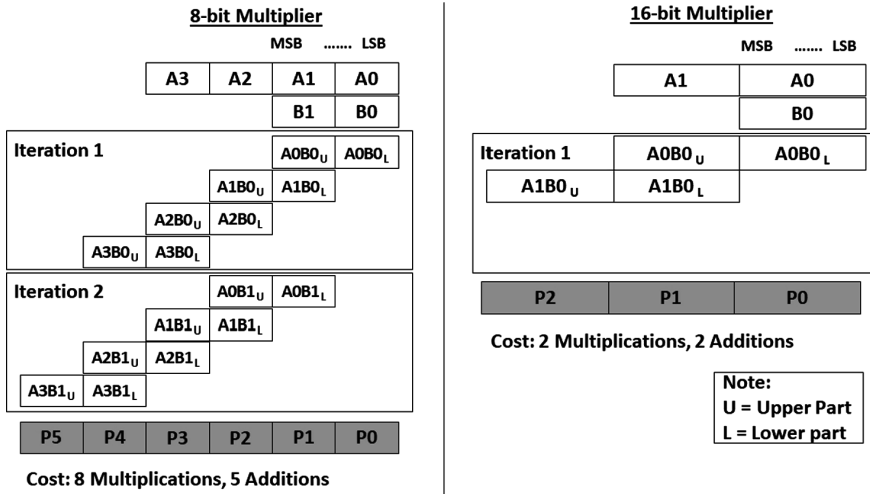 8-bit Multiplier
MSB ....... LSB
A3 A2 A1 A0
B1 B0
Iteration 1
A0B0U A0B0L
A1B0U A1B0L
A2B0U A2B0L
A3B0U A3B0L
Iteration 2
A0B1U A0B1L
A1B1U A1B1L
A2B1U A2B1L
A3B1U A3B1L
P5 P4 P3 P2 P1 P0
Cost: 8 Multiplications, 5 Additions
16-bit Multiplier
MSB ....... LSB
A1 A0
B0
Iteration 1
A0B0 U A0B0 L
A1B0 U A1B0 L
P2 P1 P0
Cost: 2 Multiplications, 2 Additions
Note:
U = Upper Part
L = Lower part